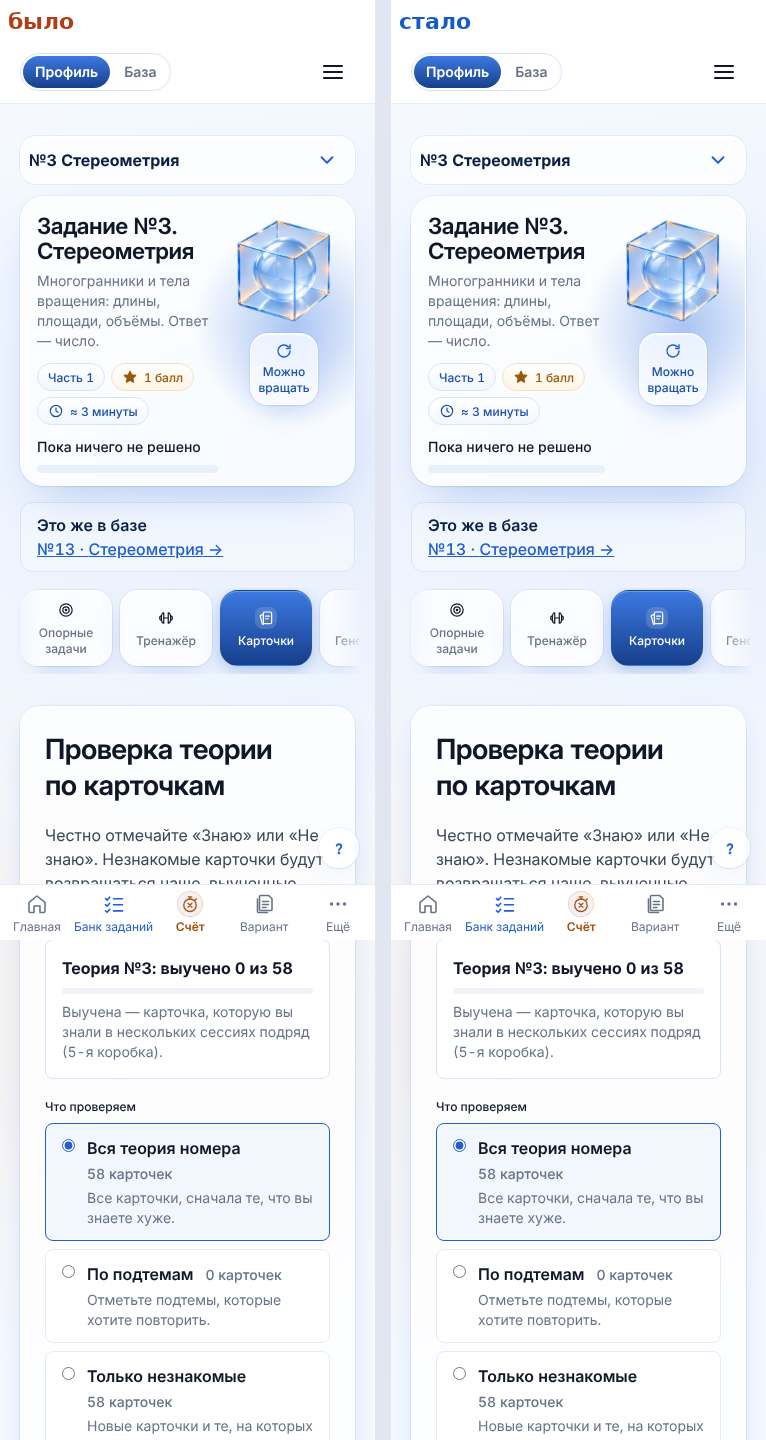 было
Профиль База
№3 Стереометрия
Задание №3.
Стереометрия
Многогранники и тела
вращения: длины,
площади, объёмы. Ответ
— число.
Часть 1
1 балл
≈ 3 минуты
Можно
вращать
Пока ничего не решено
Это же в базе
№13 · Стереометрия →
Опорные
задачи
Тренажёр
Карточки
Проверка теории
по карточкам
Честно отмечайте «Знаю» или «Не
знаю». Незнакомые карточки будут
?
Главная
Банк заданий
Счёт
Вариант
Ещё
Теория №3: выучено 0 из 58
Выучена — карточка, которую вы
знали в нескольких сессиях подряд
(5-я коробка).
Что проверяем
Вся теория номера
58 карточек
Все карточки, сначала те, что вы
знаете хуже.
По подтемам 0 карточек
Отметьте подтемы, которые
хотите повторить.
Только незнакомые
58 карточек
Новые карточки и те, на которых
стало
Профиль База
№3 Стереометрия
Задание №3.
Стереометрия
Многогранники и тела
вращения: длины,
площади, объёмы. Ответ
— число.
Часть 1
1 балл
≈ 3 минуты
Можно
вращать
Пока ничего не решено
Это же в базе
№13 · Стереометрия →
Опорные
задачи
Тренажёр
Карточки
Проверка теории
по карточкам
Честно отмечайте «Знаю» или «Не
знаю». Незнакомые карточки будут
?
Главная
Банк заданий
Счёт
Вариант
Ещё
Теория №3: выучено 0 из 58
Выучена — карточка, которую вы
знали в нескольких сессиях подряд
(5-я коробка).
Что проверяем
Вся теория номера
58 карточек
Все карточки, сначала те, что вы
знаете хуже.
По подтемам 0 карточек
Отметьте подтемы, которые
хотите повторить.
Только незнакомые
58 карточек
Новые карточки и те, на которых